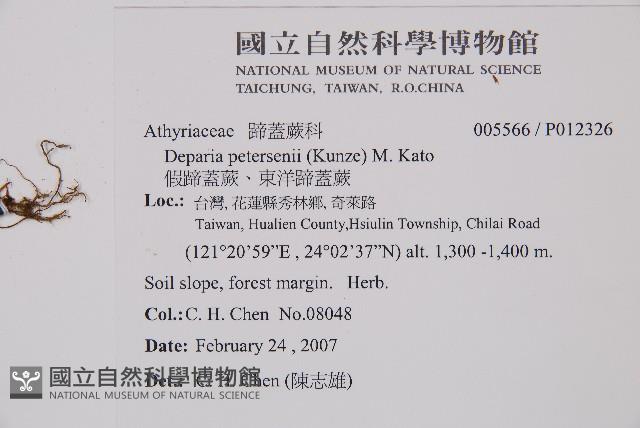 國立自然科學博物館
NATIONAL MUSEUM OF NATURAL SCIENCE
TAICHUNG, TAIWAN, R.O.CHINA
Athyriaceae 蹄蓋蕨科 005566 / P012326
Deparia petersenii (Kunze) M. Kato
假蹄蓋蕨、東洋蹄蓋蕨
Loc.: 台灣, 花蓮縣秀林鄉, 奇萊路
Taiwan, Hualien County,Hsiulin Township, Chilai Road
(121°20’59”E , 24°02’37”N) alt. 1,300 -1,400 m.
Soil slope, forest margin. Herb.
Col.:C. H. Chen No.08048
Date: February 24 , 2007
Det.: C. H. Chen (陳志雄)
國立自然科學博物館
NATIONAL MUSEUM OF NATURAL SCIENCE